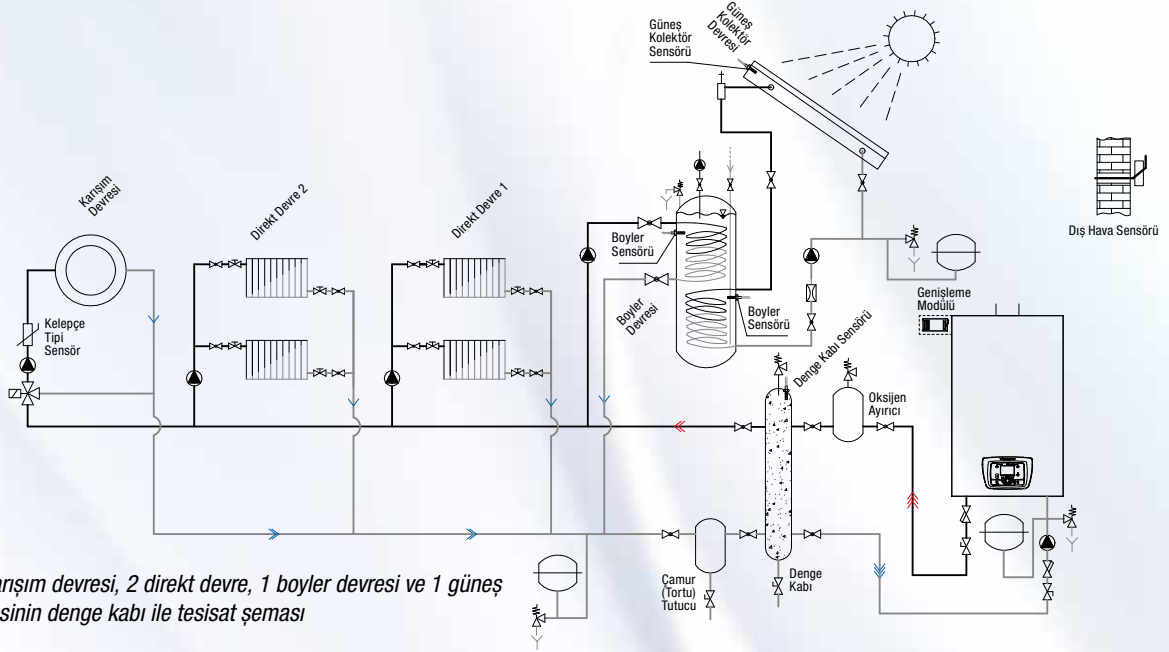 Güneş
Kolektör
Devresi
Güneş
Kolektör
Sensörü
Karışım
Devresi
Direkt Devre 2
Direkt Devre 1
Dış Hava Sensörü
Boyler
Sensörü
Boyler
Devresi
Boyler
Sensörü
Genişleme
Modülü
Kelepçe
Tipi
Sensör
Denge Kabı Sensörü
Oksijen
Ayırıcı
Çamur
(Tortu)
Tutucu
Denge
Kabı
arışım devresi, 2 direkt devre, 1 boyler devresi ve 1 güneş
sinin denge kabı ile tesisat şeması